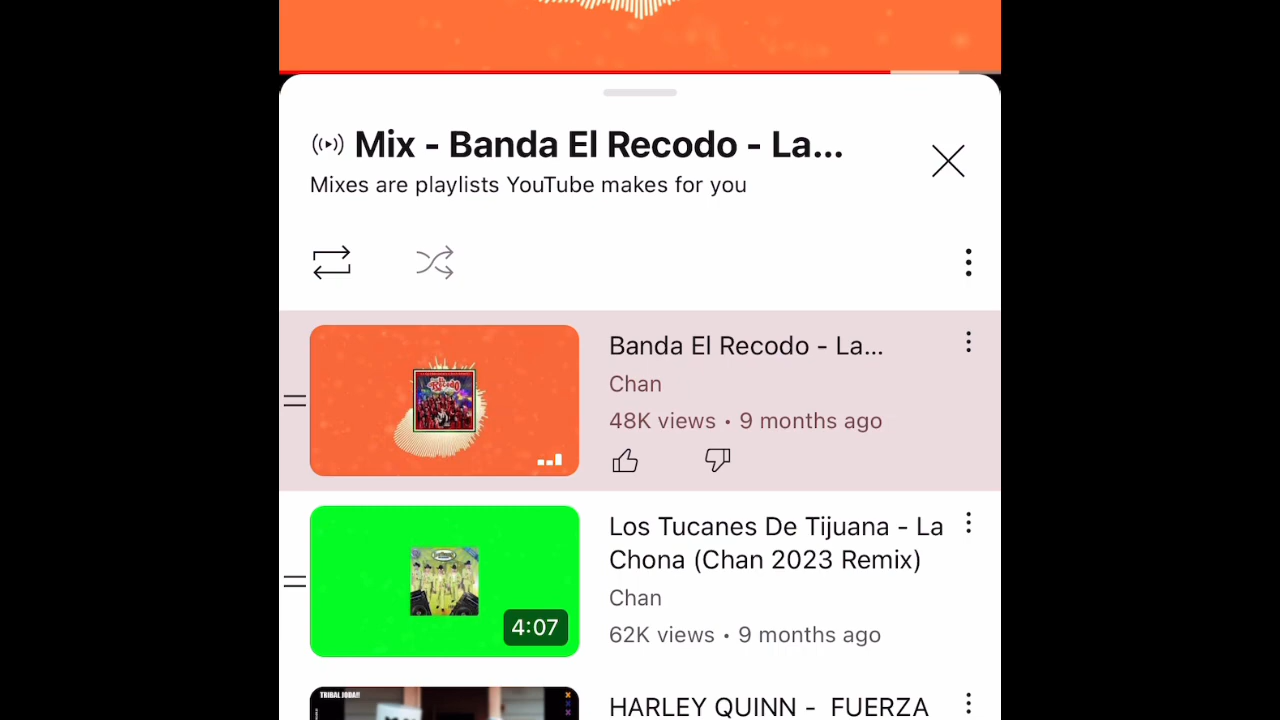 Mix - Banda El Recodo - La...
Mixes are playlists YouTube makes for you
Banda El Recodo - La...
Chan
48K views • 9 months ago
Los Tucanes De Tijuana - La
Chona (Chan 2023 Remix)
Chan
62K views • 9 months ago
4:07
TRIBAL JODA!!
HARLEY QUINN - FUERZA